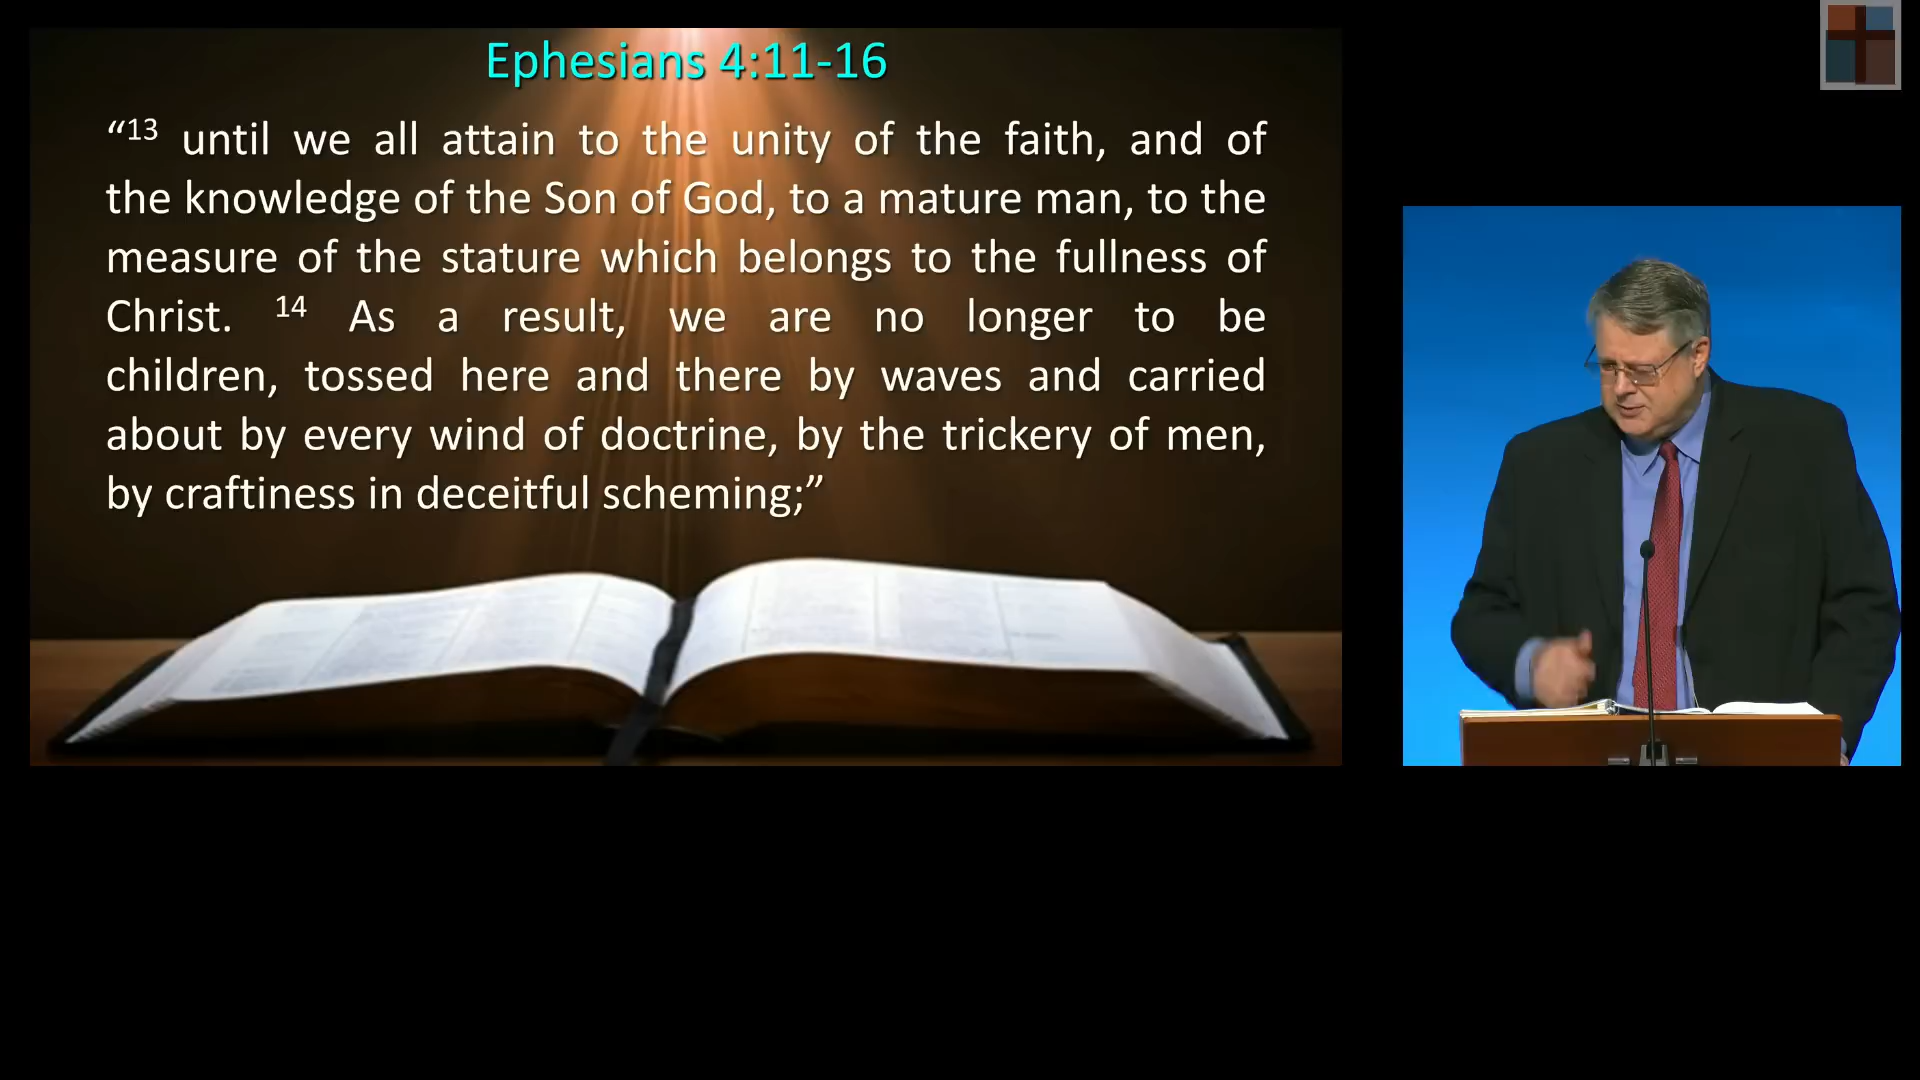 Ephesians 4:11-16
“13 until we all attain to the unity of the faith, and of
the knowledge of the Son of God, to a mature man, to the
measure of the stature which belongs to the fullness of
Christ. 14 As a result, we are no longer to be
children, tossed here and there by waves and carried
about by every wind of doctrine, by the trickery of men,
by craftiness in deceitful scheming;”